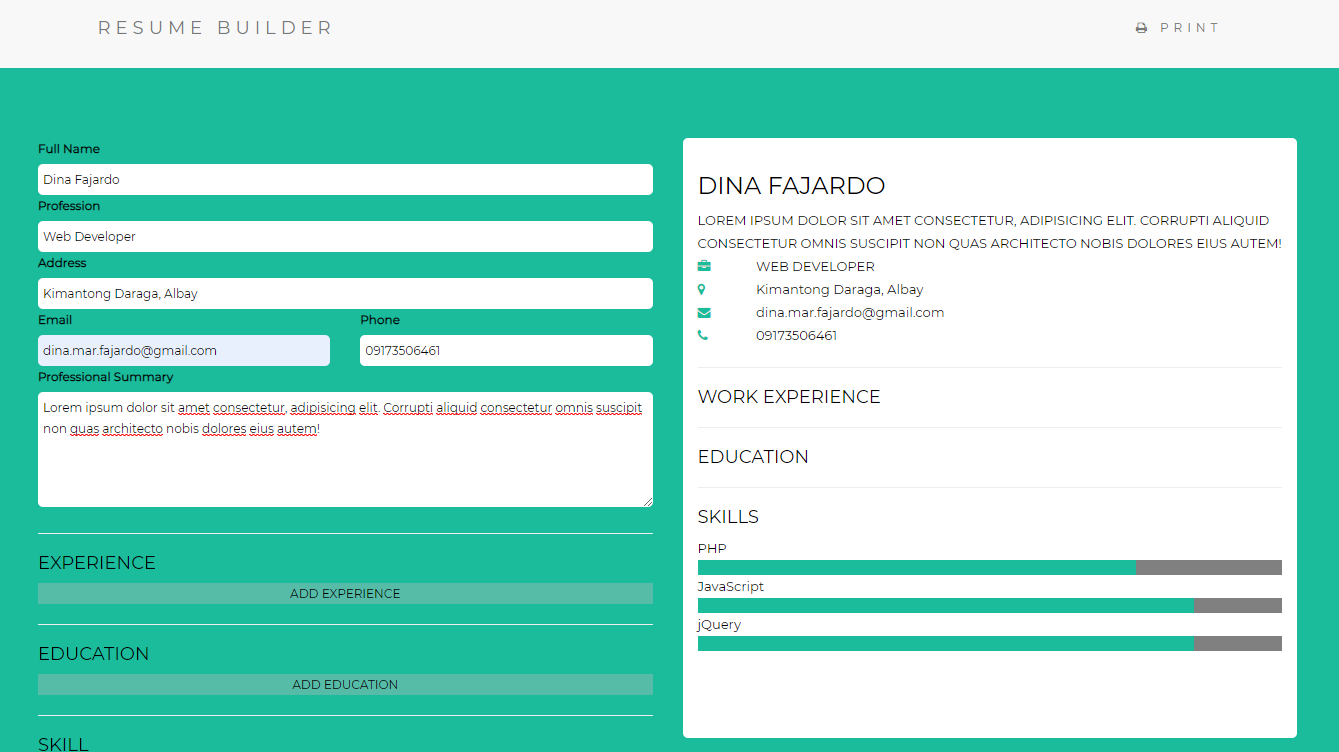 RESUME BUILDER
PRINT
Full Name
Dina Fajardo
Profession
Web Developer
Address
Kimantong Daraga, Albay
Email
Phone
dina.mar.fajardo@gmail.com
09173506461
Professional Summary
Lorem ipsum dolor sit amet consectetur, adipisicing elit. Corrupti aliquid consectetur omnis suscipit
non quas architecto nobis dolores eius autem!
EXPERIENCE
ADD EXPERIENCE
EDUCATION
ADD EDUCATION
SKILL
DINA FAJARDO
LOREM IPSUM DOLOR SIT AMET CONSECTETUR, ADIPISICING ELIT. CORRUPTI ALIQUID
CONSECTETUR OMNIS SUSCIPIT NON QUAS ARCHITECTO NOBIS DOLORES EIUS AUTEM!
WEB DEVELOPER
Kimantong Daraga, Albay
dina.mar.fajardo@gmail.com
09173506461
WORK EXPERIENCE
EDUCATION
SKILLS
PHP
JavaScript
jQuery